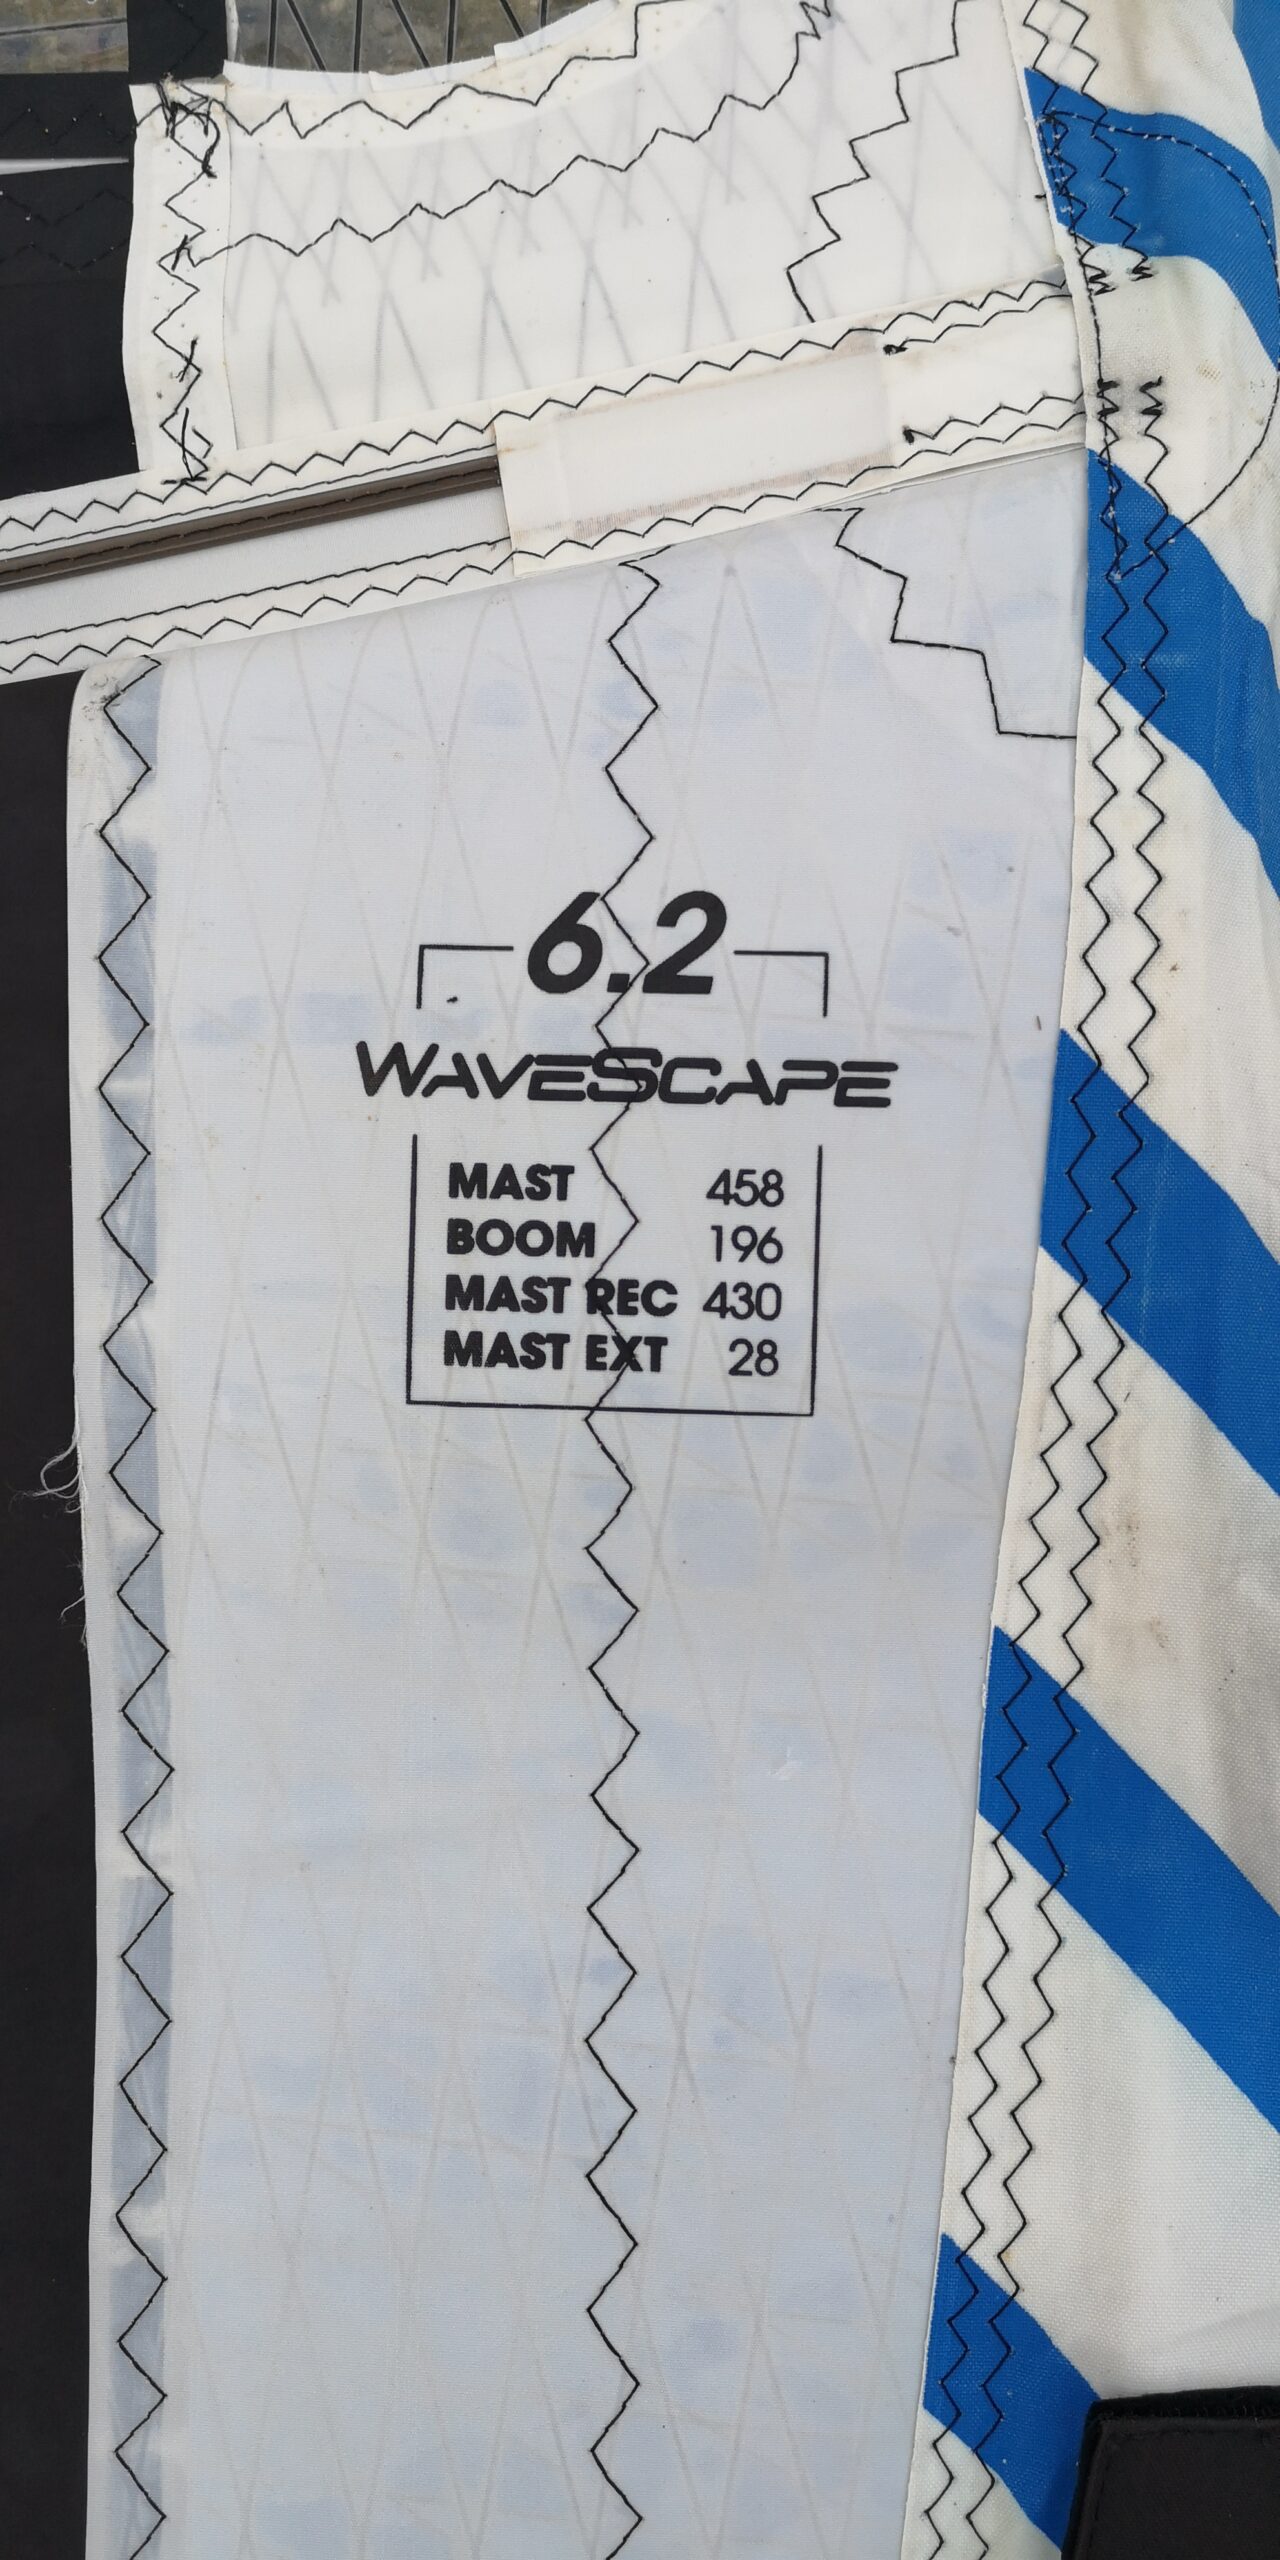 6.2
WAVESCAPE
MAST 458
BOOM 196
MAST REC 430
MAST EXT 28